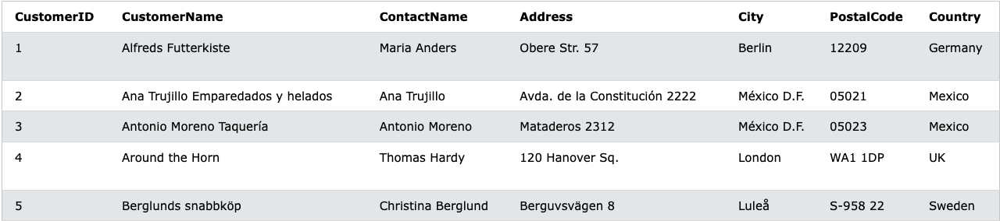 CustomerID CustomerName ContactName Address City PostalCode Country
1 Alfreds Futterkiste Maria Anders Obere Str. 57 Berlin 12209 Germany
2 Ana Trujillo Emparedados y helados Ana Trujillo Avda. de la Constitución 2222 México D.F. 05021 Mexico
3 Antonio Moreno Taquería Antonio Moreno Mataderos 2312 México D.F. 05023 Mexico
4 Around the Horn Thomas Hardy 120 Hanover Sq. London WA1 1DP UK
5 Berglunds snabbköp Christina Berglund Berguvsvägen 8 Luleå S-958 22 Sweden